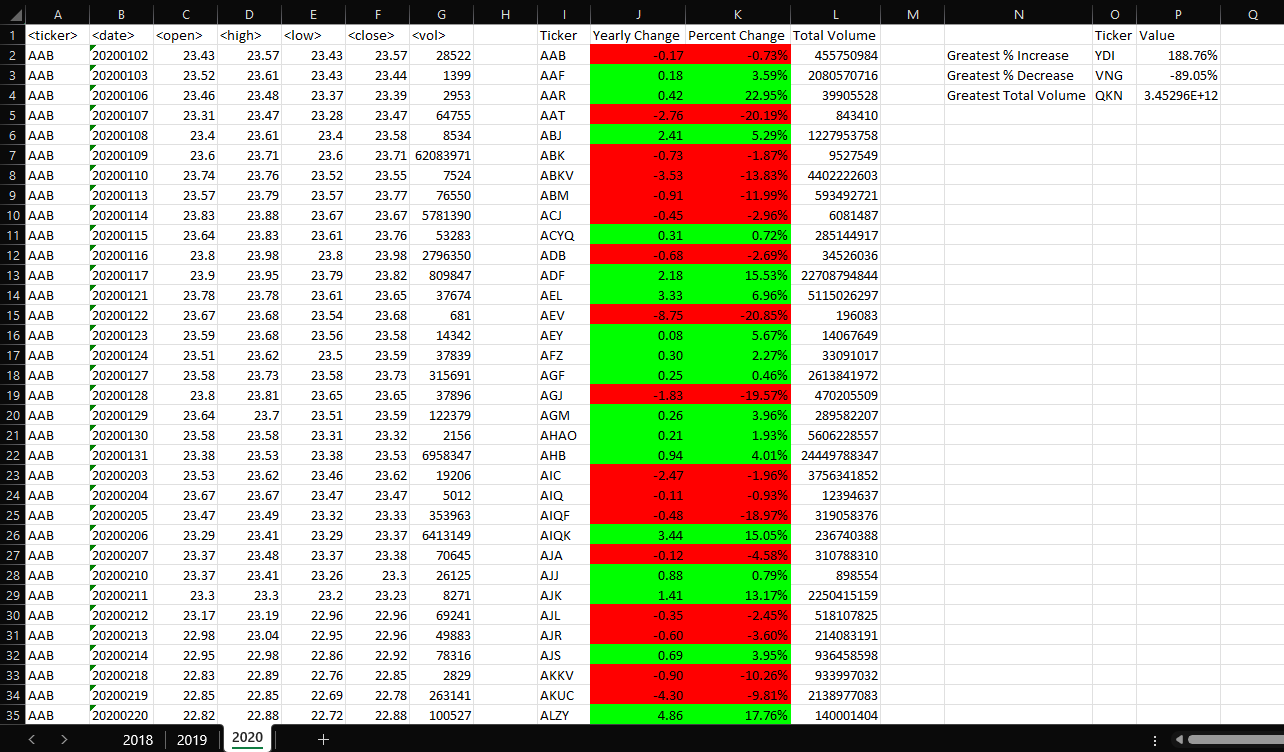 A B C D E F G H I J K L M N O P Q
1 <ticker> <date> <open> <high> <low> <close> <vol> Ticker Yearly Change Percent Change Total Volume Ticker Value
2 AAB 20200102 23.43 23.57 23.43 23.57 28522 AAB -0.17 -0.73% 455750984 Greatest % Increase YDI 188.76%
3 AAB 20200103 23.52 23.61 23.43 23.44 1399 AAF 0.18 3.59% 2080570716 Greatest % Decrease VNG -89.05%
4 AAB 20200106 23.46 23.48 23.37 23.39 2953 AAR 0.42 22.95% 39905528 Greatest Total Volume QKN 3.45296E+12
5 AAB 20200107 23.31 23.47 23.28 23.47 64755 AAT -2.76 -20.19% 843410
6 AAB 20200108 23.4 23.61 23.4 23.58 8534 ABJ 2.41 5.29% 1227953758
7 AAB 20200109 23.6 23.71 23.6 23.71 62083971 ABK -0.73 -1.87% 9527549
8 AAB 20200110 23.74 23.76 23.52 23.55 7524 ABKV -3.53 -13.83% 4402222603
9 AAB 20200113 23.57 23.79 23.57 23.77 76550 ABM -0.91 -11.99% 593492721
10 AAB 20200114 23.83 23.88 23.67 23.67 5781390 ACJ -0.45 -2.96% 6081487
11 AAB 20200115 23.64 23.83 23.61 23.76 53283 ACYQ 0.31 0.72% 285144917
12 AAB 20200116 23.8 23.98 23.8 23.98 2796350 ADB -0.68 -2.69% 34526036
13 AAB 20200117 23.9 23.95 23.79 23.82 809847 ADF 2.18 15.53% 22708794844
14 AAB 20200121 23.78 23.78 23.61 23.65 37674 AEL 3.33 6.96% 5115026297
15 AAB 20200122 23.67 23.68 23.54 23.68 681 AEV -8.75 -20.85% 196083
16 AAB 20200123 23.59 23.68 23.56 23.58 14342 AEY 0.08 5.67% 14067649
17 AAB 20200124 23.51 23.62 23.5 23.59 37839 AFZ 0.30 2.27% 33091017
18 AAB 20200127 23.58 23.73 23.58 23.73 315691 AGF 0.25 0.46% 2613841972
19 AAB 20200128 23.8 23.81 23.65 23.65 37896 AGJ -1.83 -19.57% 470205509
20 AAB 20200129 23.64 23.7 23.51 23.59 122379 AGM 0.26 3.96% 289582207
21 AAB 20200130 23.58 23.58 23.31 23.32 2156 AHAO 0.21 1.93% 5606228557
22 AAB 20200131 23.38 23.53 23.38 23.53 6958347 AHB 0.94 4.01% 24449788347
23 AAB 20200203 23.53 23.62 23.46 23.62 19206 AIC -2.47 -1.96% 3756341852
24 AAB 20200204 23.67 23.67 23.47 23.47 5012 AIQ -0.11 -0.93% 12394637
25 AAB 20200205 23.47 23.49 23.32 23.33 353963 AIQF -0.48 -18.97% 319058376
26 AAB 20200206 23.29 23.41 23.29 23.37 6413149 AIQK 3.44 15.05% 236740388
27 AAB 20200207 23.37 23.48 23.37 23.38 70645 AJA -0.12 -4.58% 310788310
28 AAB 20200210 23.37 23.41 23.26 23.3 26125 AJJ 0.88 0.79% 898554
29 AAB 20200211 23.3 23.3 23.2 23.23 8271 AJK 1.41 13.17% 2250415159
30 AAB 20200212 23.17 23.19 22.96 22.96 69241 AJL -0.35 -2.45% 518107825
31 AAB 20200213 22.98 23.04 22.95 22.96 49883 AJR -0.60 -3.60% 214083191
32 AAB 20200214 22.95 22.98 22.86 22.92 78316 AJS 0.69 3.95% 936458598
33 AAB 20200218 22.83 22.89 22.76 22.85 2829 AKKV -0.90 -10.26% 933997032
34 AAB 20200219 22.85 22.85 22.69 22.78 263141 AKUC -4.30 -9.81% 2138977083
35 AAB 20200220 22.82 22.88 22.72 22.88 100527 ALZY 4.86 17.76% 140001404
2018 2019 2020 +